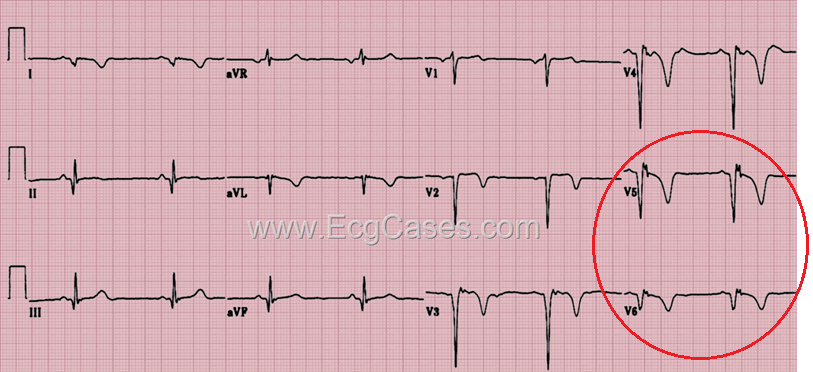 I aVR V1 V4
II aVL V2 V5
www.EcgCases.com
III aVF V3 V6